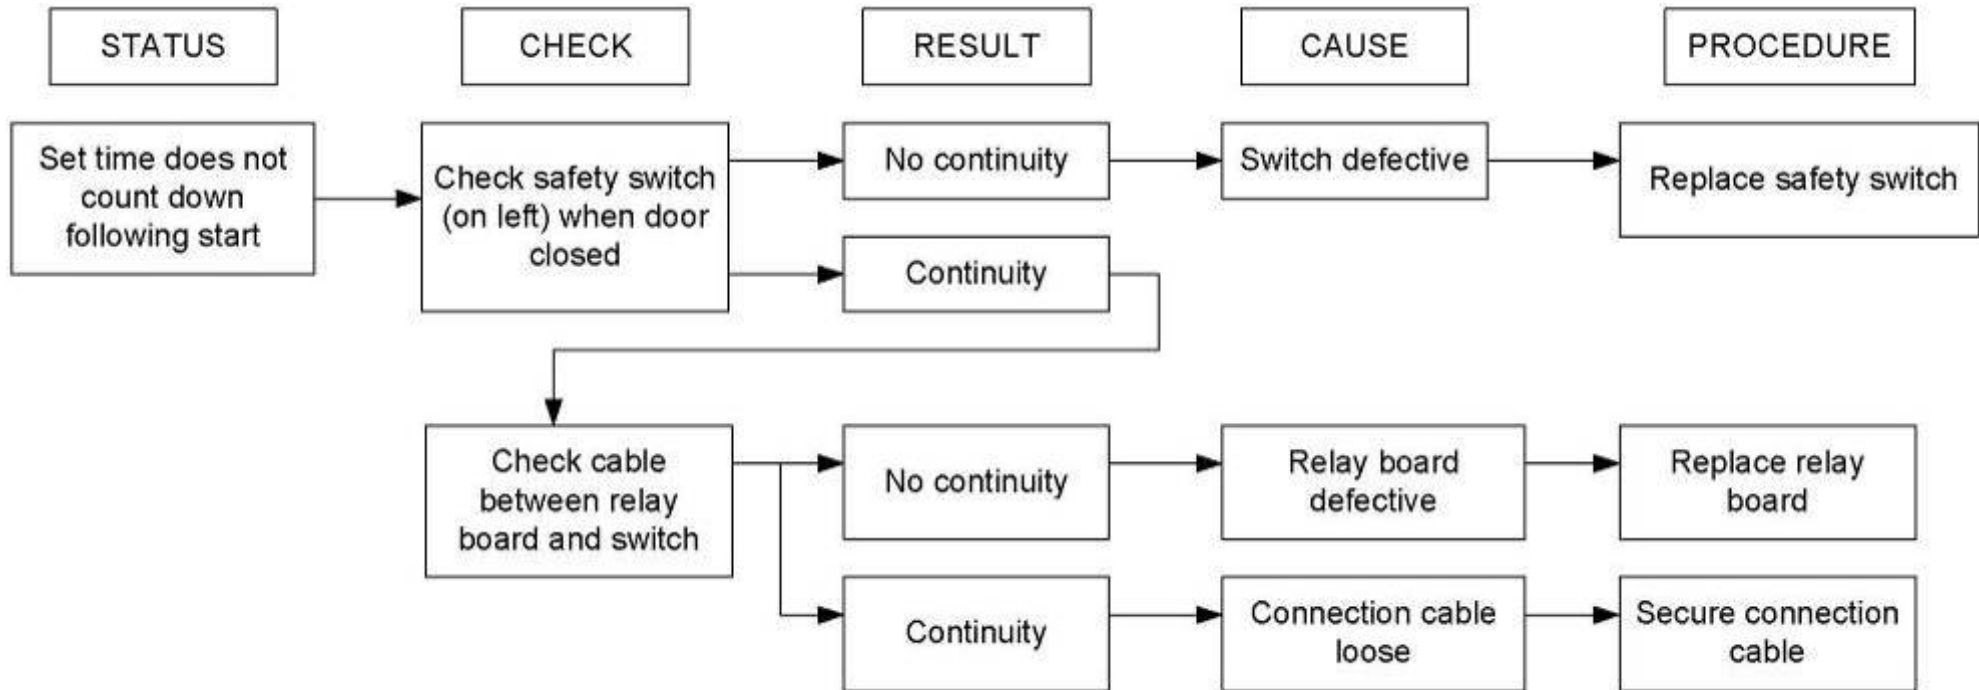 STATUS
CHECK
RESULT
CAUSE
PROCEDURE
Set time does not
count down
following start
Check safety switch
(on left) when door
closed
No continuity
Switch defective
Replace safety switch
Continuity
Check cable
between relay
board and switch
No continuity
Relay board
defective
Replace relay
board
Continuity
Connection cable
loose
Secure connection
cable